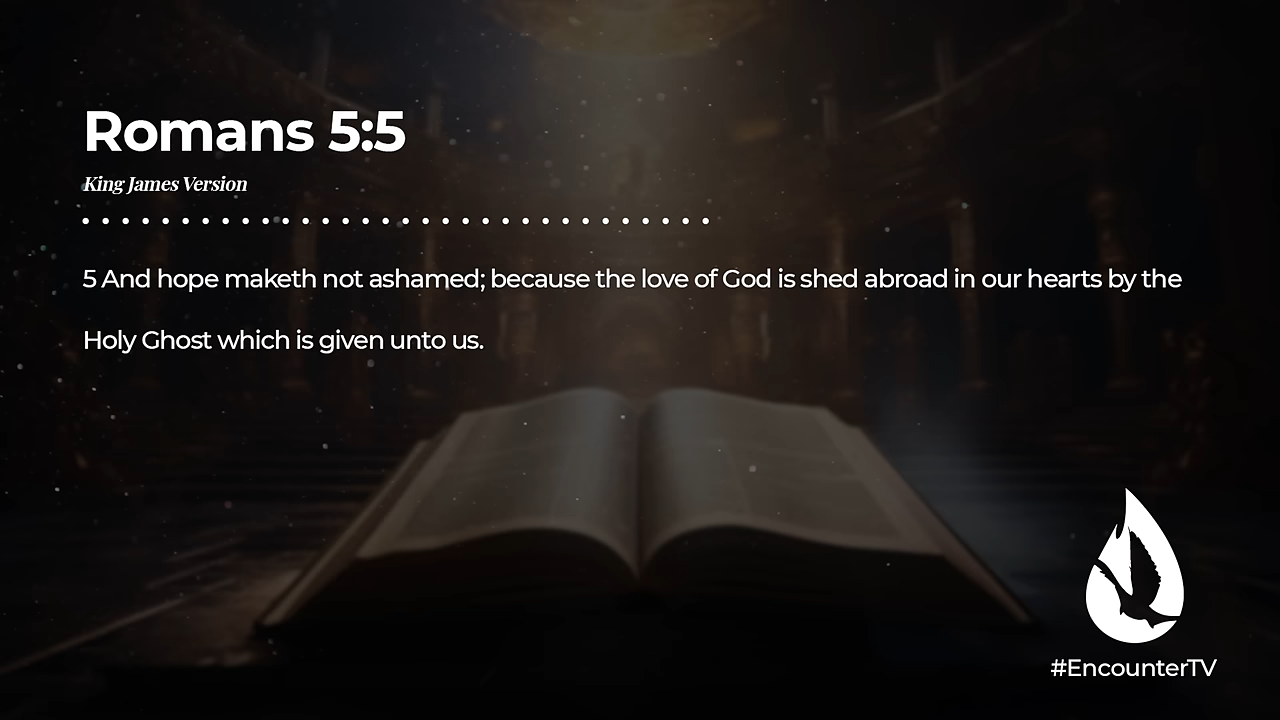 Romans 5:5
King James Version
5 And hope maketh not ashamed; because the love of God is shed abroad in our hearts by the
Holy Ghost which is given unto us.
#EncounterTV